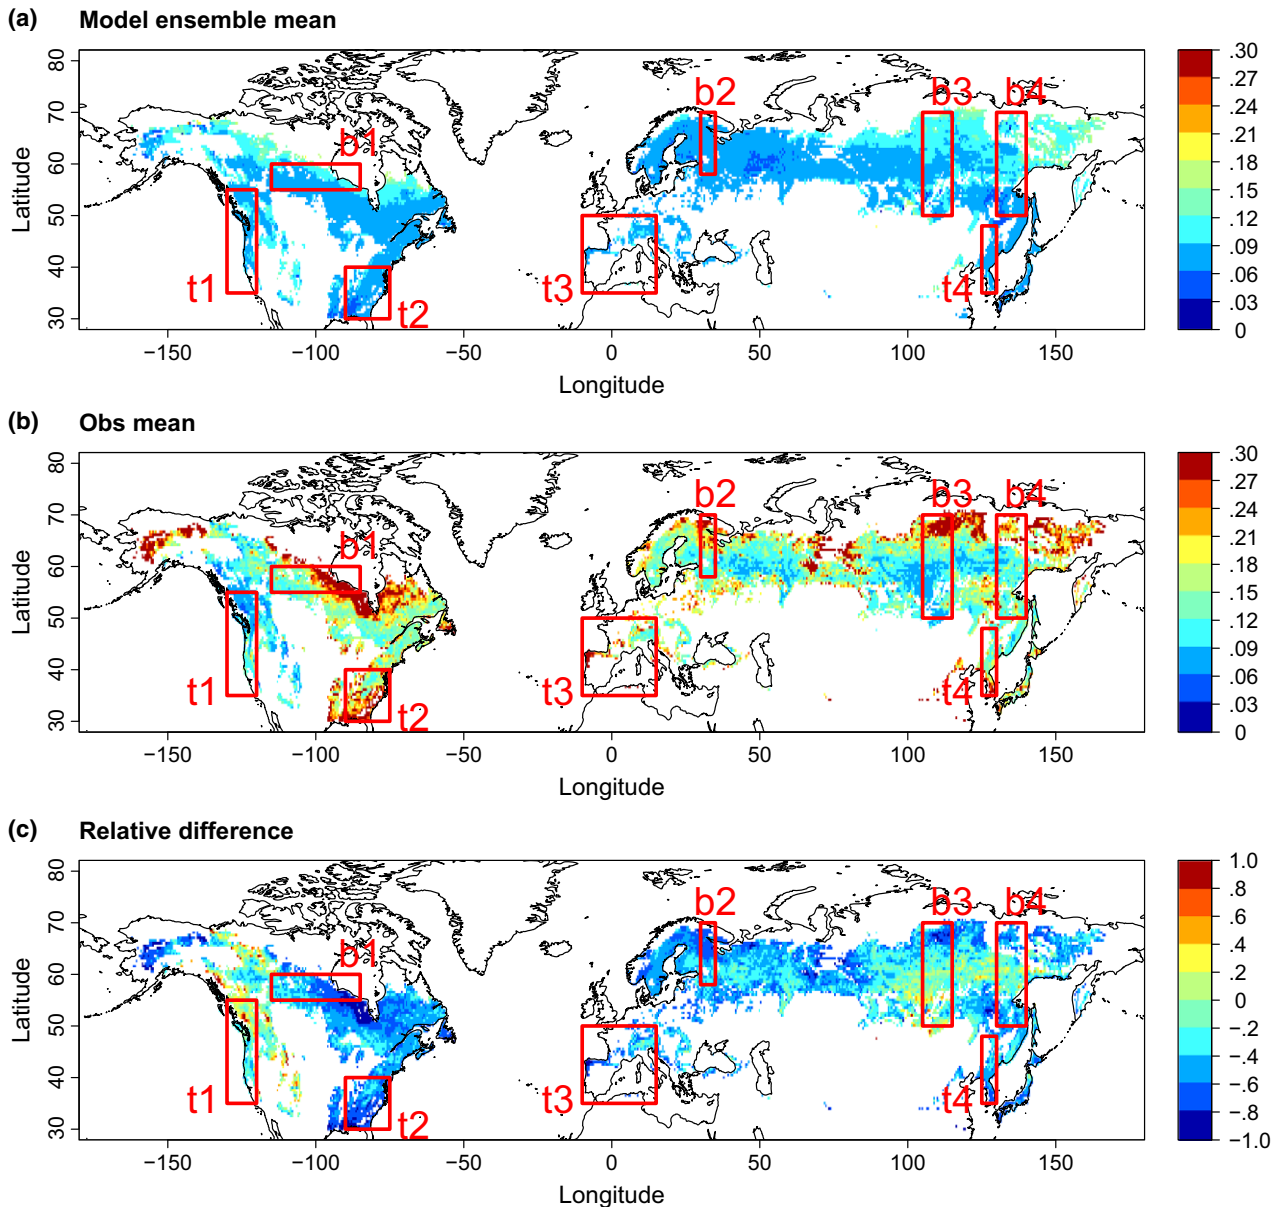 (a) Model ensemble mean
80
70
60
50
40
30
Latitude
b1
b2
b3
b4
t1
t2
t3
t4
−150
−100
−50
0
50
100
150
Longitude
.30
.27
.24
.21
.18
.15
.12
.09
.06
.03
0
(b) Obs mean
80
70
60
50
40
30
Latitude
b1
b2
b3
b4
t1
t2
t3
t4
−150
−100
−50
0
50
100
150
Longitude
.30
.27
.24
.21
.18
.15
.12
.09
.06
.03
0
(c) Relative difference
80
70
60
50
40
30
Latitude
b1
b2
b3
b4
t1
t2
t3
t4
−150
−100
−50
0
50
100
150
Longitude
1.0
.8
.6
.4
.2
0
−.2
−.4
−.6
−.8
−1.0